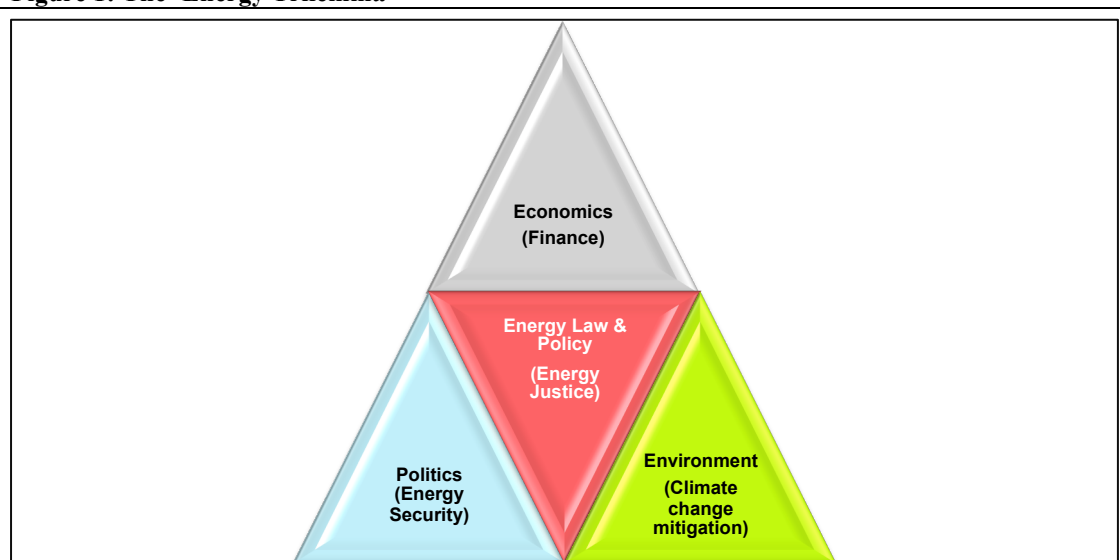 Economics
(Finance)
Energy Law &
Policy
(Energy
Justice)
Politics
(Energy
Security)
Environment
(Climate
change
mitigation)